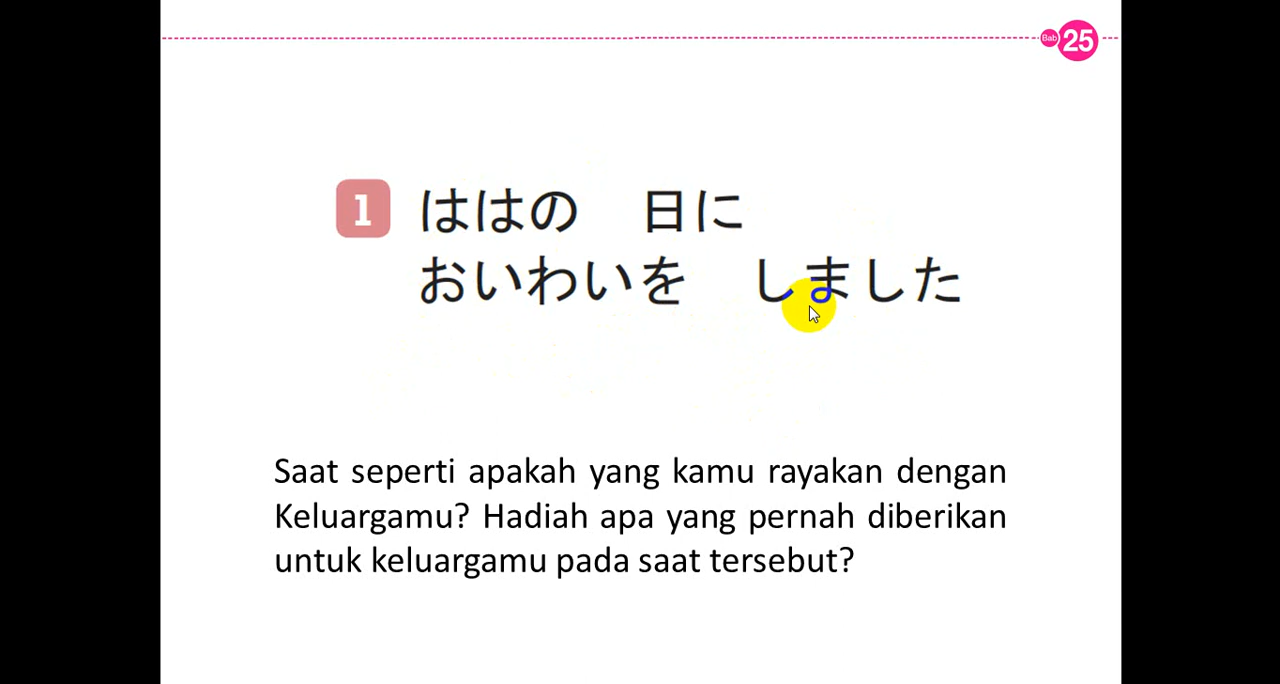 Bab 25
1 ははの 日に
おいわいを しました
Saat seperti apakah yang kamu rayakan dengan
Keluargamu? Hadiah apa yang pernah diberikan
untuk keluargamu pada saat tersebut?